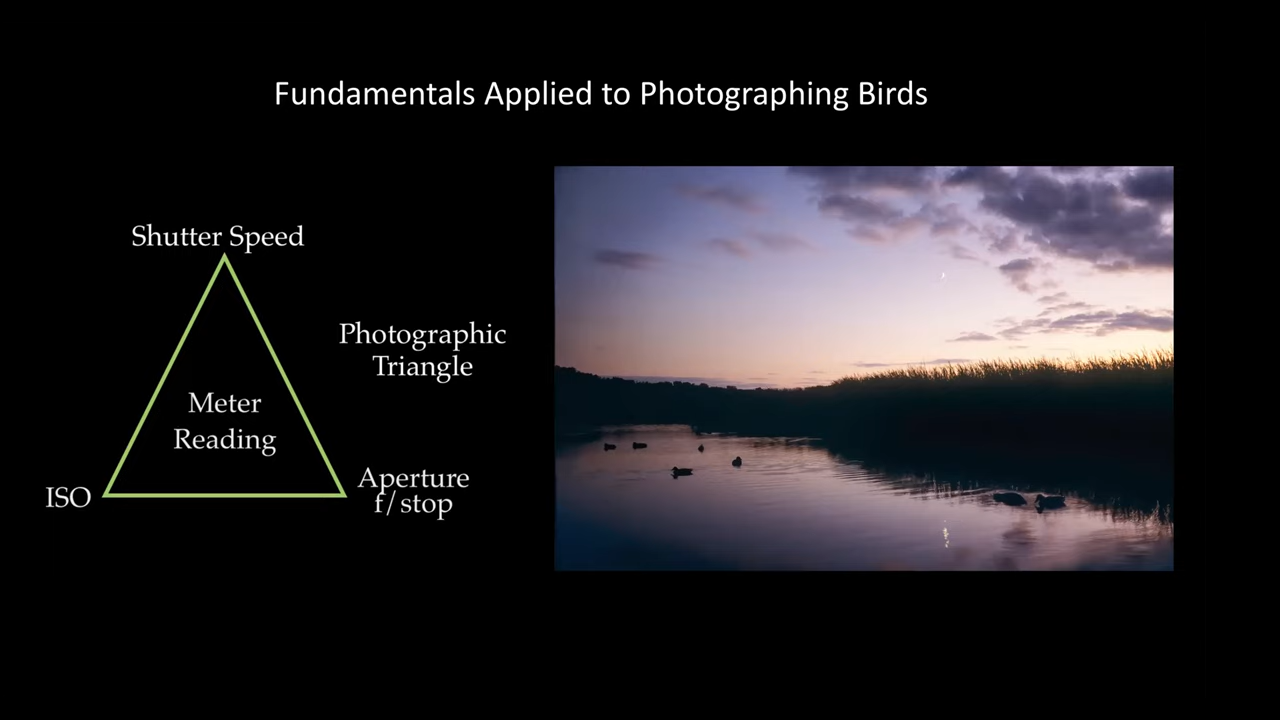 Fundamentals Applied to Photographing Birds
Shutter Speed
Photographic
Triangle
Meter
Reading
ISO
Aperture
f/stop